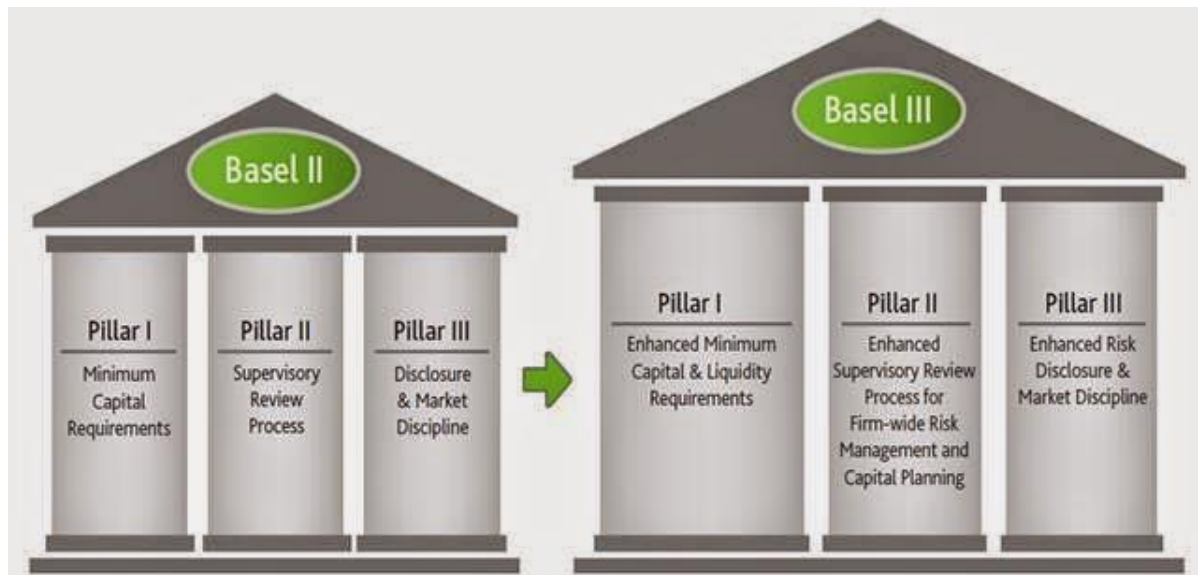 Basel II
Pillar I
Minimum
Capital
Requirements
Pillar II
Supervisory
Review
Process
Pillar III
Disclosure
& Market
Discipline
Basel III
Pillar I
Enhanced Minimum
Capital & Liquidity
Requirements
Pillar II
Enhanced
Supervisory Review
Process for
Firm-wide Risk
Management and
Capital Planning
Pillar III
Enhanced Risk
Disclosure &
Market Discipline